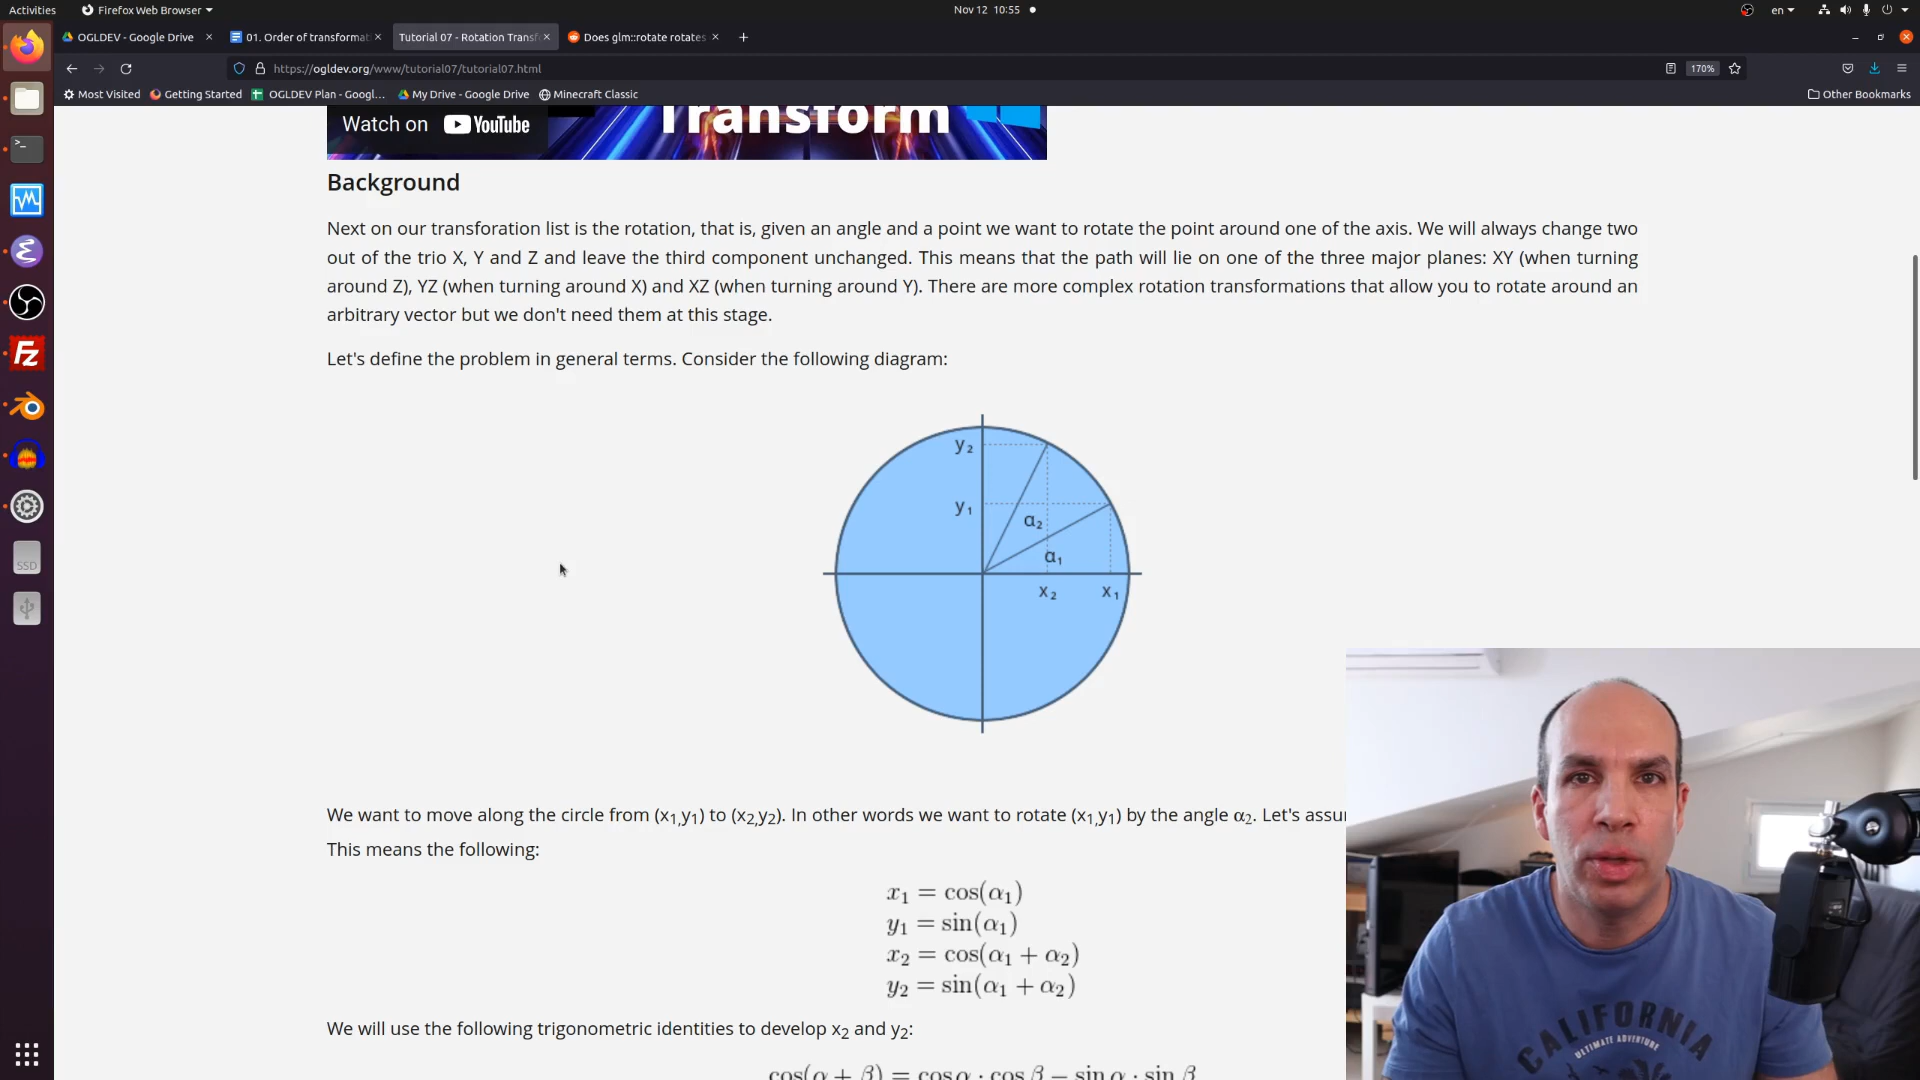 Activities
Firefox Web Browser
Nov 12 10:55
en
OGLDEV - Google Drive
01. Order of transformat
Tutorial 07 - Rotation Transf
Does glm::rotate rotates
https://ogldev.org/www/tutorial07/tutorial07.html
170%
Most Visited
Getting Started
OGLDEV Plan - Googl...
My Drive - Google Drive
Minecraft Classic
Other Bookmarks
Watch on YouTube
Transform
Background
Next on our transforation list is the rotation, that is, given an angle and a point we want to rotate the point around one of the axis. We will always change two
out of the trio X, Y and Z and leave the third component unchanged. This means that the path will lie on one of the three major planes: XY (when turning
around Z), YZ (when turning around X) and XZ (when turning around Y). There are more complex rotation transformations that allow you to rotate around an
arbitrary vector but we don't need them at this stage.
Let's define the problem in general terms. Consider the following diagram:
y₂
y₁
α₂
α₁
x₂
x₁
We want to move along the circle from (x₁,y₁) to (x₂,y₂). In other words we want to rotate (x₁,y₁) by the angle α₂. Let's assu
This means the following:
x₁ = cos(α₁)
y₁ = sin(α₁)
x₂ = cos(α₁ + α₂)
y₂ = sin(α₁ + α₂)
We will use the following trigonometric identities to develop x₂ and y₂:
cos(α + β) = cos α · cos β − sin α · sin β
SSD
CALIFORNIA
ULTIMATE ADVENTURE